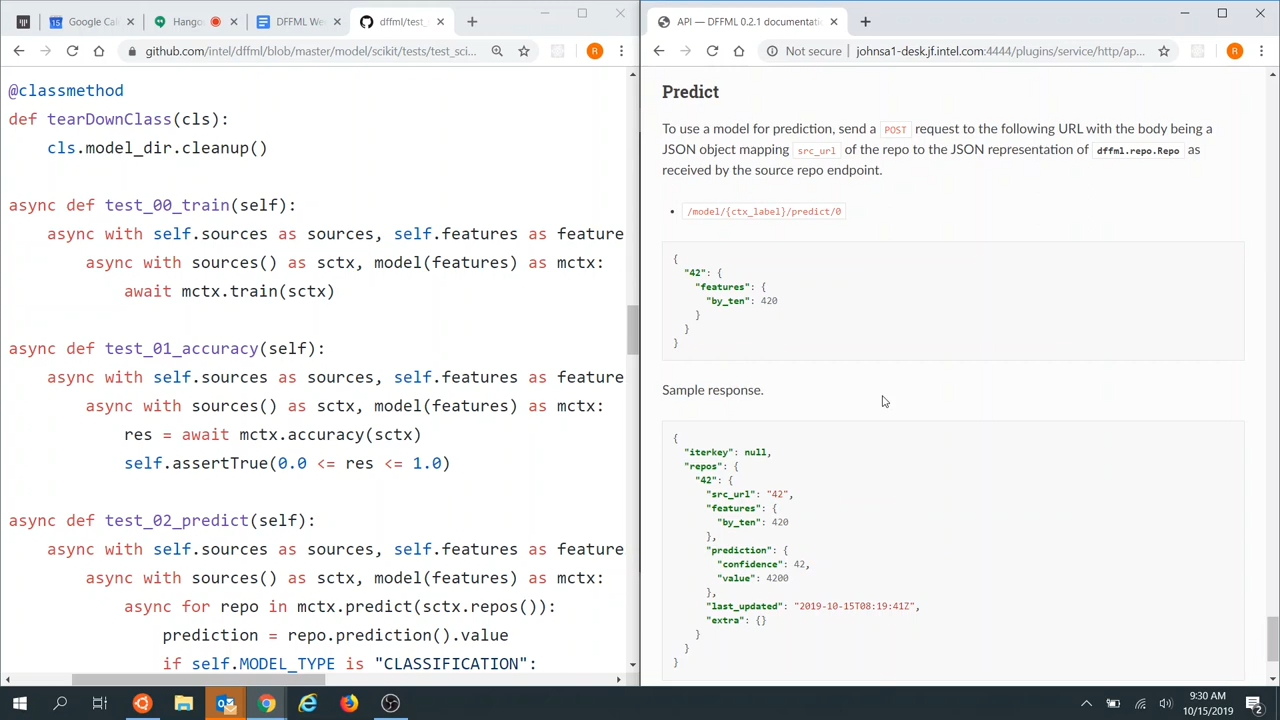 Google Cal
Hango
DFFML We
dffml/test_
github.com/intel/dffml/blob/master/model/scikit/tests/test_sci...
R
@classmethod
def tearDownClass(cls):
cls.model_dir.cleanup()
async def test_00_train(self):
async with self.sources as sources, self.features as feature
async with sources() as sctx, model(features) as mctx:
await mctx.train(sctx)
async def test_01_accuracy(self):
async with self.sources as sources, self.features as feature
async with sources() as sctx, model(features) as mctx:
res = await mctx.accuracy(sctx)
self.assertTrue(0.0 <= res <= 1.0)
async def test_02_predict(self):
async with self.sources as sources, self.features as feature
async with sources() as sctx, model(features) as mctx:
async for repo in mctx.predict(sctx.repos()):
prediction = repo.prediction().value
if self.MODEL_TYPE is "CLASSIFICATION":
API — DFFML 0.2.1 documentatio
Not secure johnsa1-desk.jf.intel.com:4444/plugins/service/http/ap...
R
Predict
To use a model for prediction, send a POST request to the following URL with the body being a
JSON object mapping src_url of the repo to the JSON representation of dffml.repo.Repo as
received by the source repo endpoint.
• /model/{ctx_label}/predict/0
{
"42": {
"features": {
"by_ten": 420
}
}
}
Sample response.
{
"iterkey": null,
"repos": {
"42": {
"src_url": "42",
"features": {
"by_ten": 420
},
"prediction": {
"confidence": 42,
"value": 4200
},
"last_updated": "2019-10-15T08:19:41Z",
"extra": {}
}
}
}
9:30 AM
10/15/2019
2